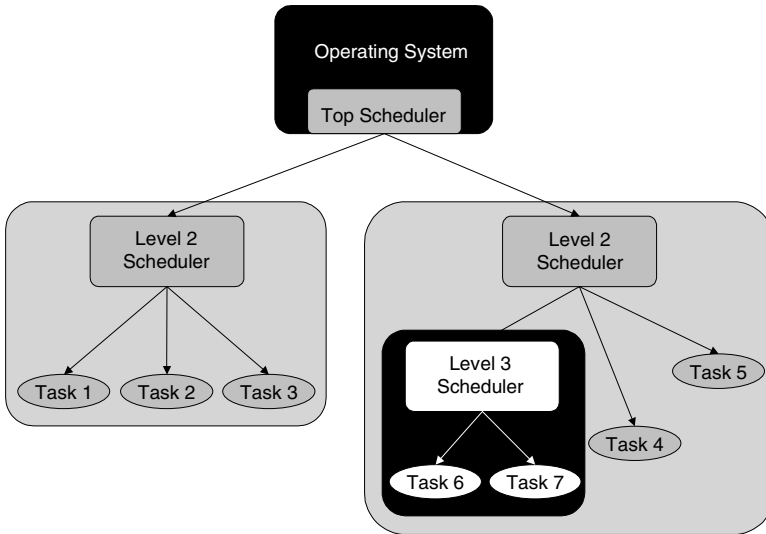 Operating System
Top Scheduler
Level 2
Scheduler
Task 1
Task 2
Task 3
Level 2
Scheduler
Level 3
Scheduler
Task 5
Task 4
Task 6
Task 7